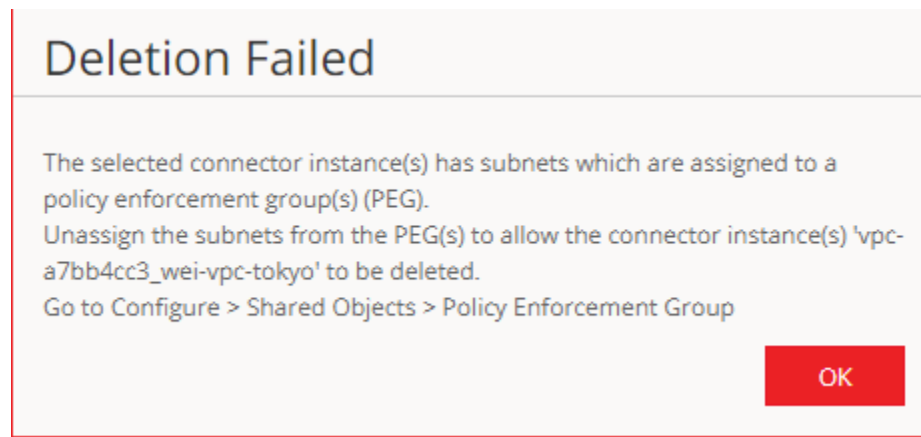 Deletion Failed
The selected connector instance(s) has subnets which are assigned to a
policy enforcement group(s) (PEG).
Unassign the subnets from the PEG(s) to allow the connector instance(s) 'vpc-
a7bb4cc3_wei-vpc-tokyo' to be deleted.
Go to Configure > Shared Objects > Policy Enforcement Group
OK